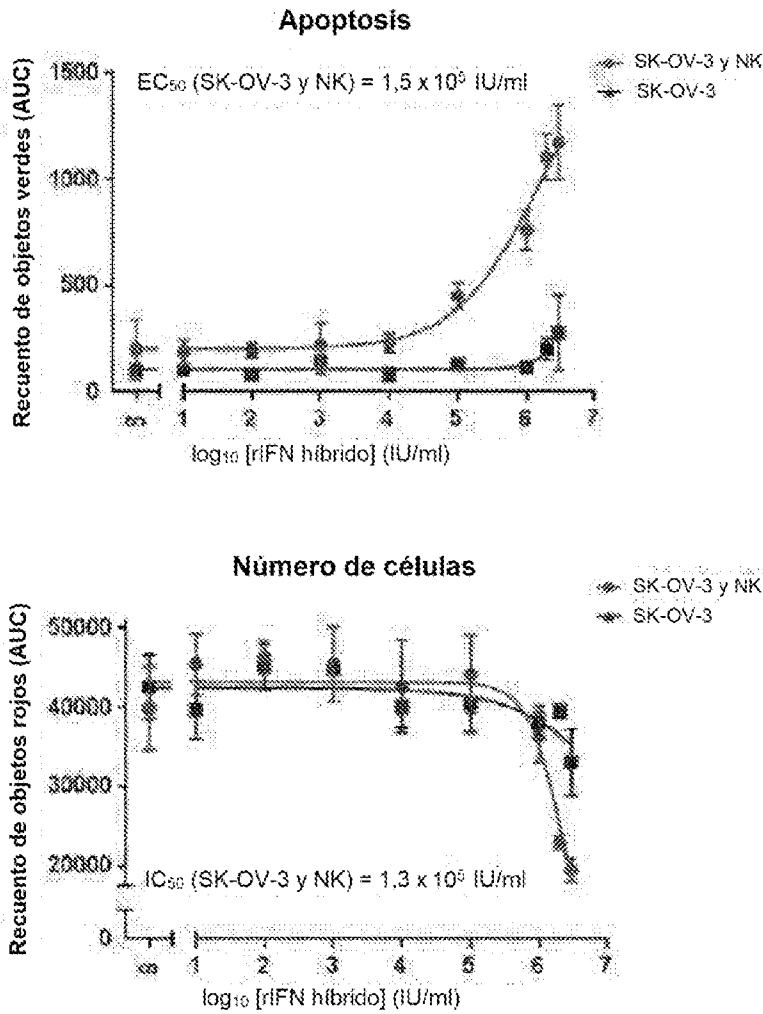 Apoptosis
EC₅₀ (SK-OV-3 y NK) = 1,5 x 10⁵ IU/ml
SK-OV-3 y NK
SK-OV-3
Recuento de objetos verdes (AUC)
1500
1000
500
0
1 2 3 4 5 6 7
log₁₀ [rIFN híbrido] (IU/ml)
Número de células
SK-OV-3 y NK
SK-OV-3
Recuento de objetos rojos (AUC)
50000
40000
30000
20000
0
IC₅₀ (SK-OV-3 y NK) = 1,3 x 10⁵ IU/ml
1 2 3 4 5 6 7
log₁₀ [rIFN híbrido] (IU/ml)